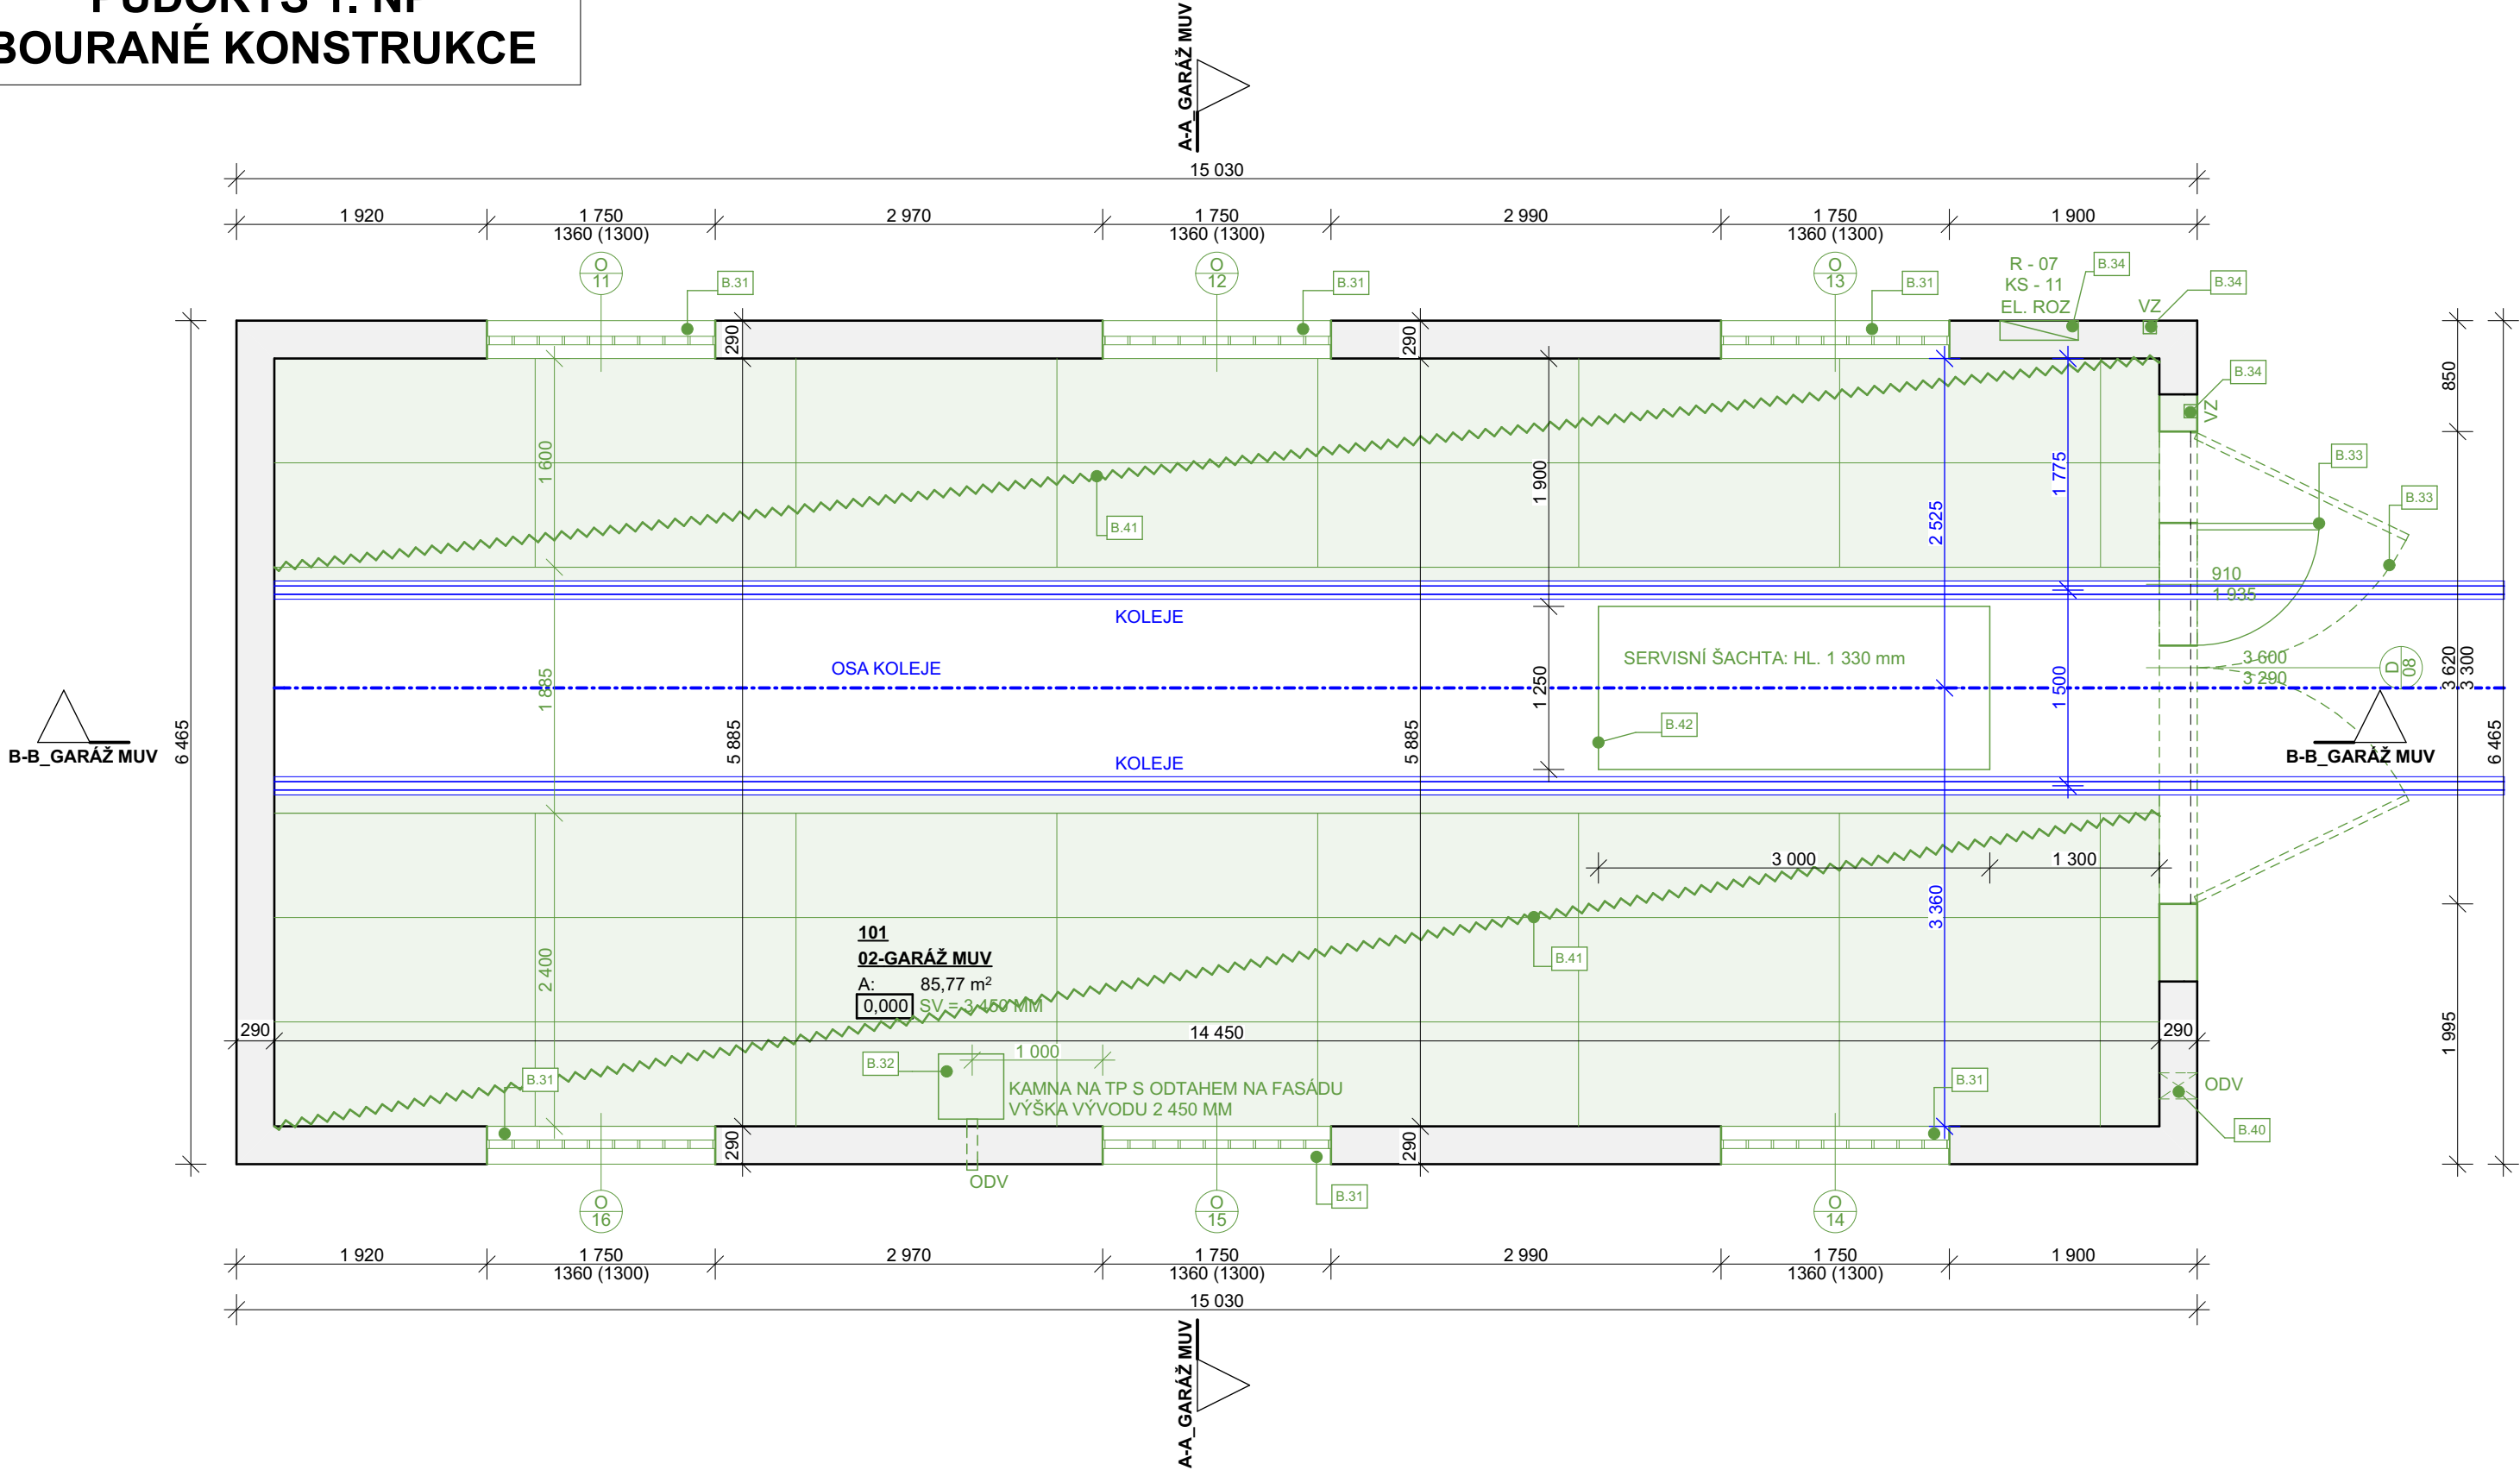 PŮDORYS 1. NP
BOURANÉ KONSTRUKCE
A-A_GARÁŽ MUV
15 030
1 920
1 750
1360 (1300)
2 970
1 750
1360 (1300)
2 990
1 750
1360 (1300)
1 900
O
11
B.31
O
12
B.31
O
13
B.31
R - 07
KS - 11
EL. ROZ
B.34
VZ
B.34
290
290
B.34
VZ
850
1 600
1 900
1 775
2 525
B.33
B.33
B.41
910
1 935
KOLEJE
OSA KOLEJE
SERVISNÍ ŠACHTA: HL. 1 330 mm
3 600
3 290
D
08
3 620
3 300
1 885
1 250
1 500
B.42
B-B_GARÁŽ MUV
6 465
5 885
5 885
B-B_GARÁŽ MUV
6 465
KOLEJE
3 000
1 300
3 360
101
02-GARÁŽ MUV
A: 85,77 m²
0,000
SV = 3 450 MM
B.41
2 400
290
14 450
290
1 995
1 000
B.32
B.31
KAMNA NA TP S ODTAHEM NA FASÁDU
VÝŠKA VÝVODU 2 450 MM
B.31
ODV
B.40
290
290
ODV
B.31
O
16
O
15
O
14
1 920
1 750
1360 (1300)
2 970
1 750
1360 (1300)
2 990
1 750
1360 (1300)
1 900
15 030
A-A_GARÁŽ MUV